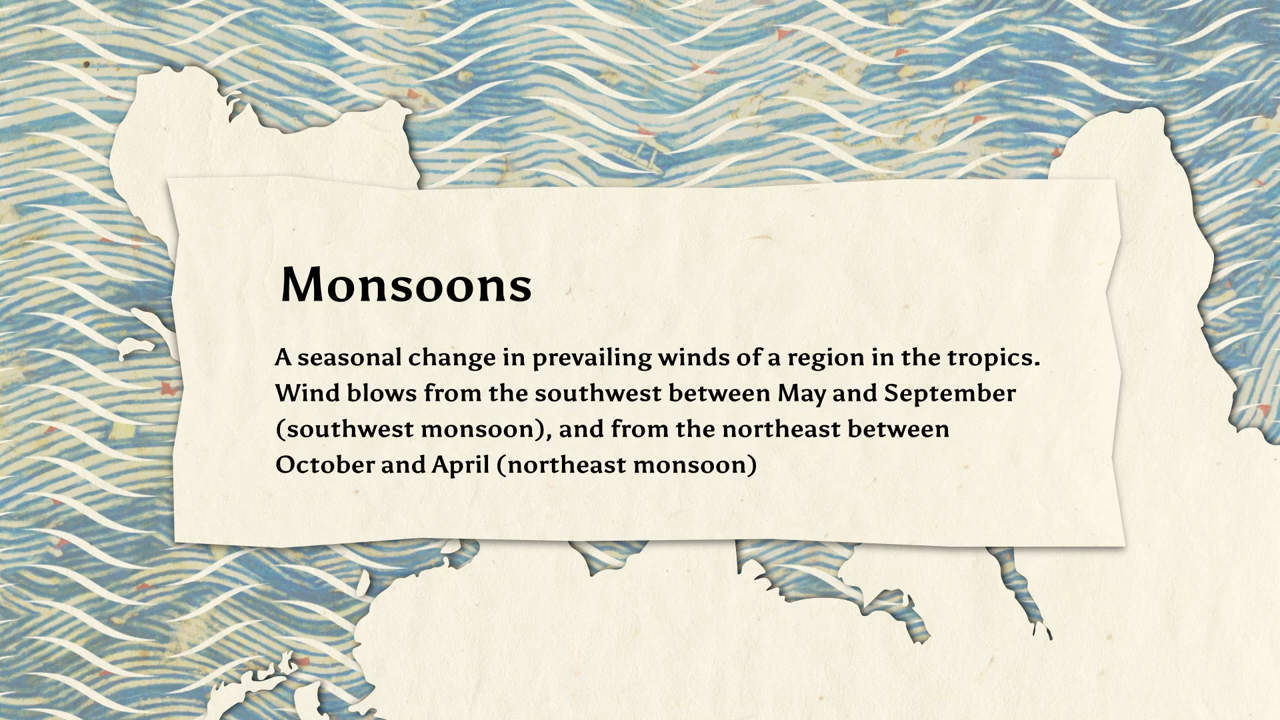 Monsoons
A seasonal change in prevailing winds of a region in the tropics.
Wind blows from the southwest between May and September
(southwest monsoon), and from the northeast between
October and April (northeast monsoon)